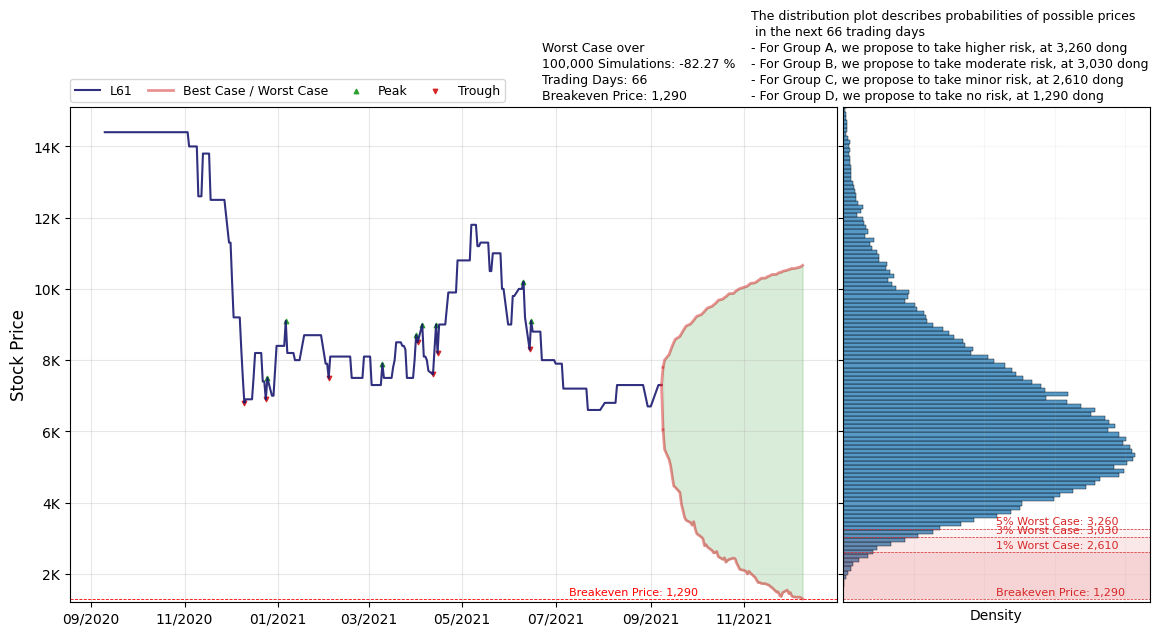 The distribution plot describes probabilities of possible prices
in the next 66 trading days
- For Group A, we propose to take higher risk, at 3,260 dong
- For Group B, we propose to take moderate risk, at 3,030 dong
- For Group C, we propose to take minor risk, at 2,610 dong
- For Group D, we propose to take no risk, at 1,290 dong
Worst Case over
100,000 Simulations: -82.27 %
Trading Days: 66
Breakeven Price: 1,290
L61
Best Case / Worst Case
Peak
Trough
Stock Price
14K
12K
10K
8K
6K
4K
2K
09/2020
11/2020
01/2021
03/2021
05/2021
07/2021
09/2021
11/2021
Breakeven Price: 1,290
5% Worst Case: 3,260
3% Worst Case: 3,030
1% Worst Case: 2,610
Breakeven Price: 1,290
Density